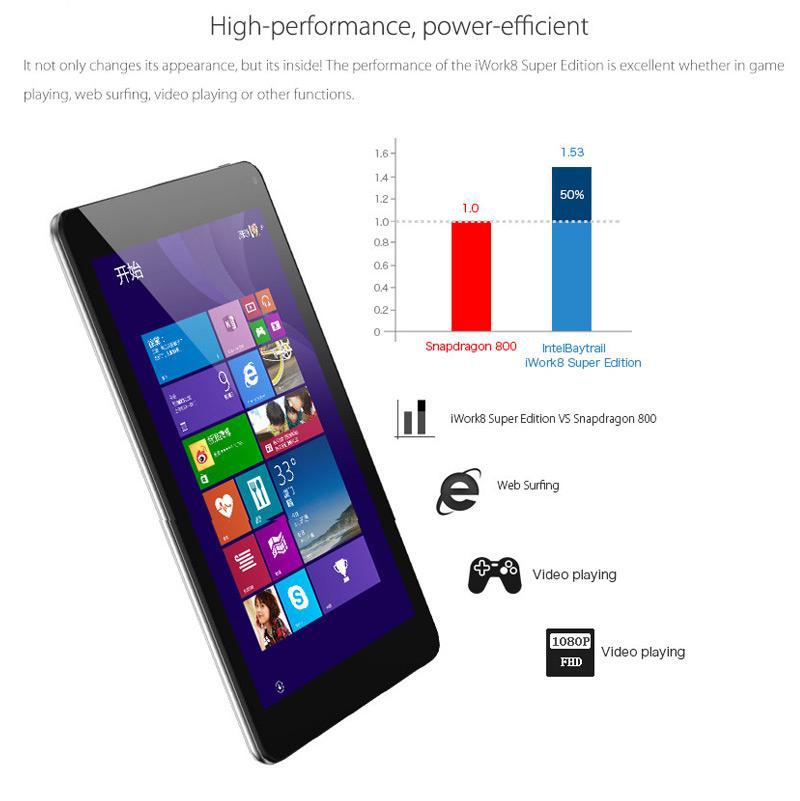 High-performance, power-efficient
It not only changes its appearance, but its inside! The performance of the iWork8 Super Edition is excellent whether in game
playing, web surfing, video playing or other functions.
1.6
1.4
1.2
1.0
0.8
0.6
0.4
0.2
0
1.53
50%
1.0
Snapdragon 800
IntelBaytrail
iWork8 Super Edition
iWork8 Super Edition VS Snapdragon 800
Web Surfing
Video playing
1080P
FHD
Video playing
开始
9
33°